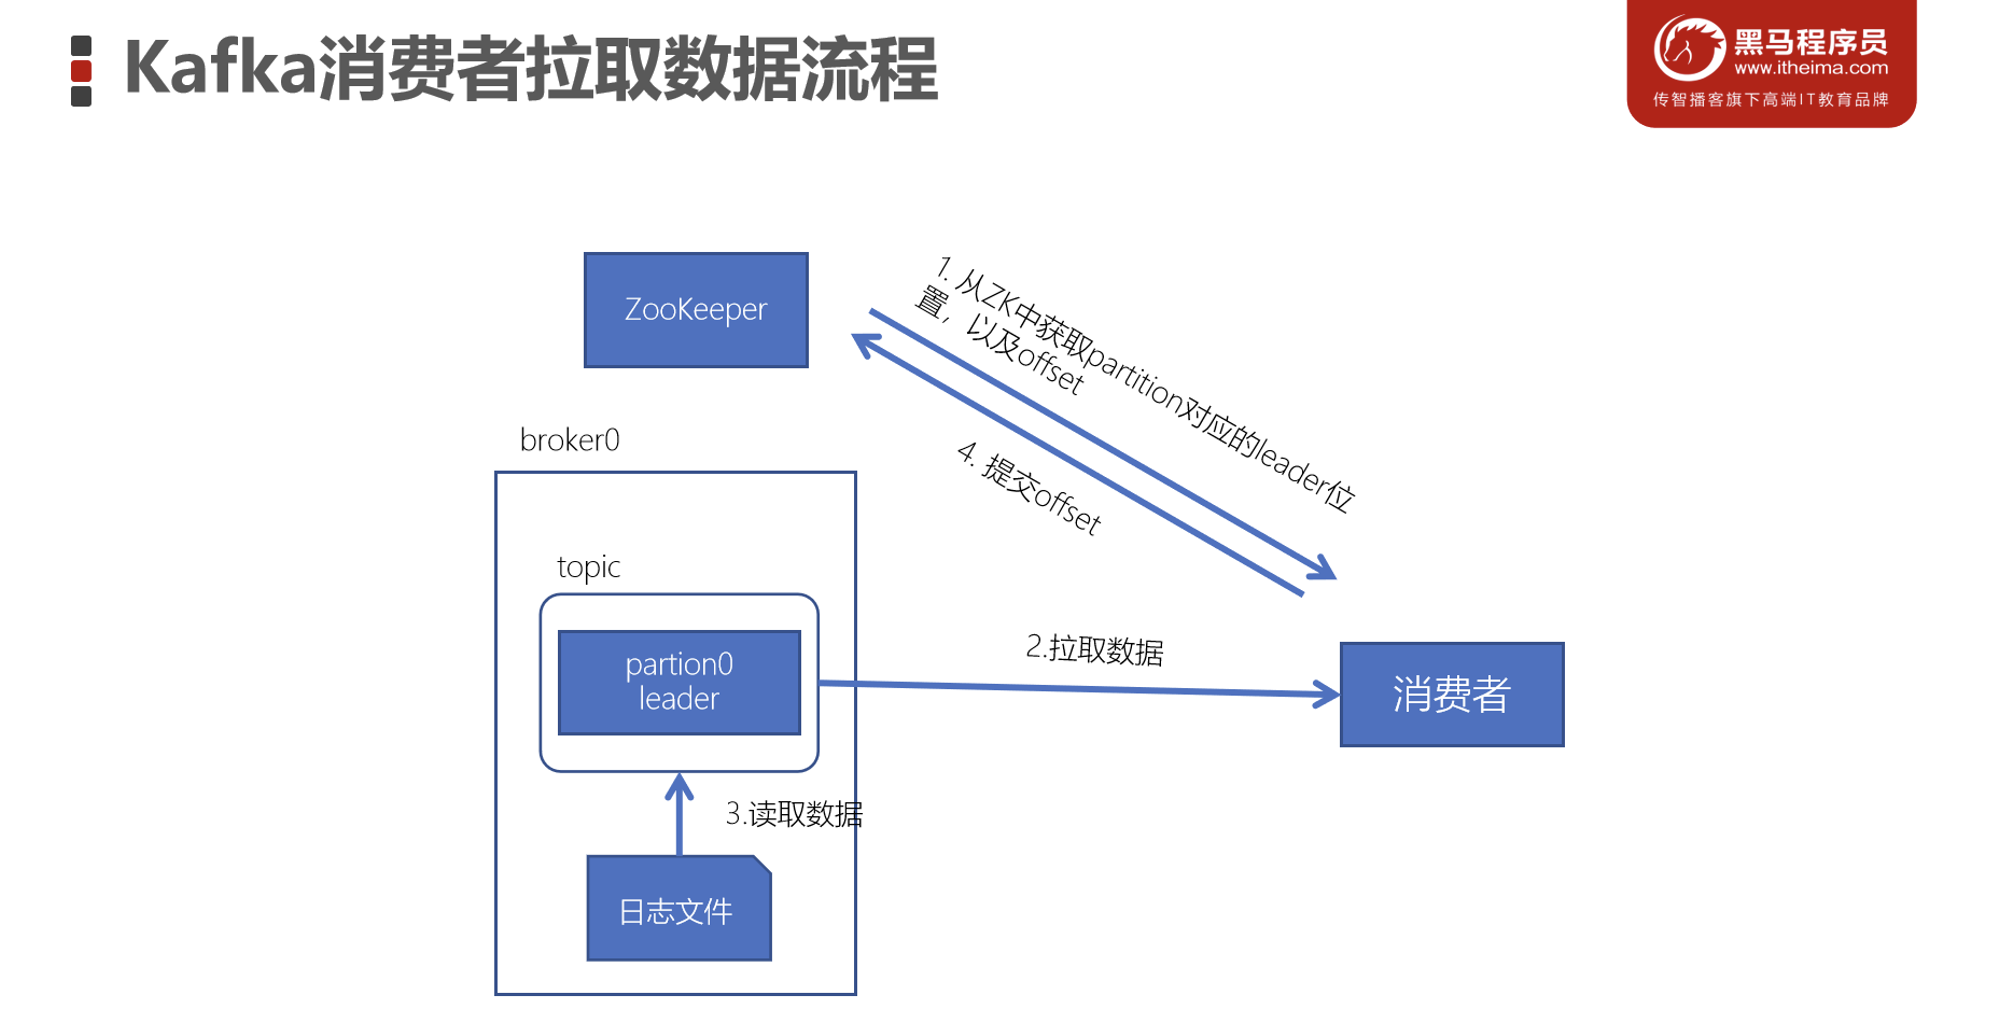 Kafka消费者拉取数据流程
黑马程序员
www.itheima.com
传智播客旗下高端IT教育品牌
ZooKeeper
1. 从ZK中获取partition对应的leader位
置，以及offset
4. 提交offset
broker0
topic
partion0
leader
2.拉取数据
消费者
3.读取数据
日志文件